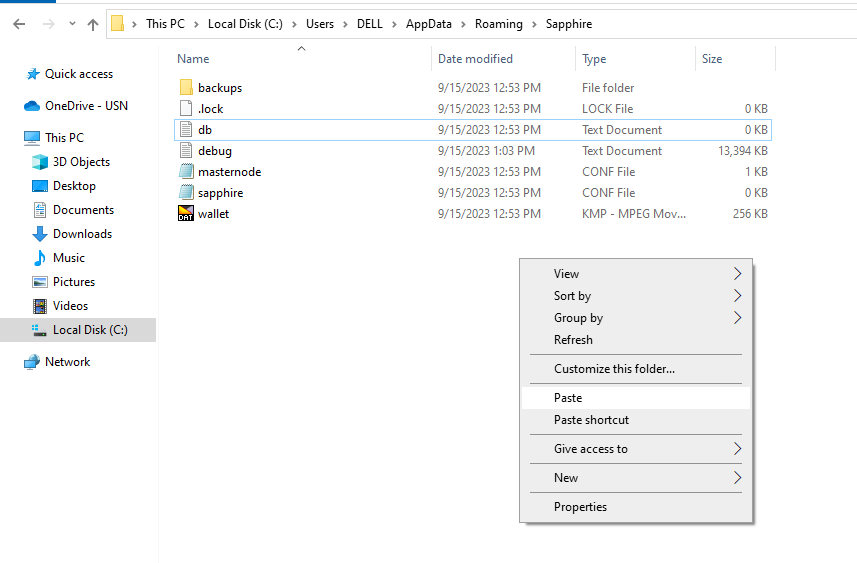 This PC > Local Disk (C:) > Users > DELL > AppData > Roaming > Sapphire
Name Date modified Type Size
Quick access
OneDrive - USN
This PC
3D Objects
Desktop
Documents
Downloads
Music
Pictures
Videos
Local Disk (C:)
Network
backups 9/15/2023 12:53 PM File folder
.lock 9/15/2023 12:53 PM LOCK File 0 KB
db 9/15/2023 12:53 PM Text Document 0 KB
debug 9/15/2023 1:03 PM Text Document 13,394 KB
masternode 9/15/2023 12:53 PM CONF File 1 KB
sapphire 9/15/2023 12:53 PM CONF File 0 KB
DAT wallet 9/15/2023 12:53 PM KMP - MPEG Mov... 256 KB
View
Sort by
Group by
Refresh
Customize this folder...
Paste
Paste shortcut
Give access to
New
Properties